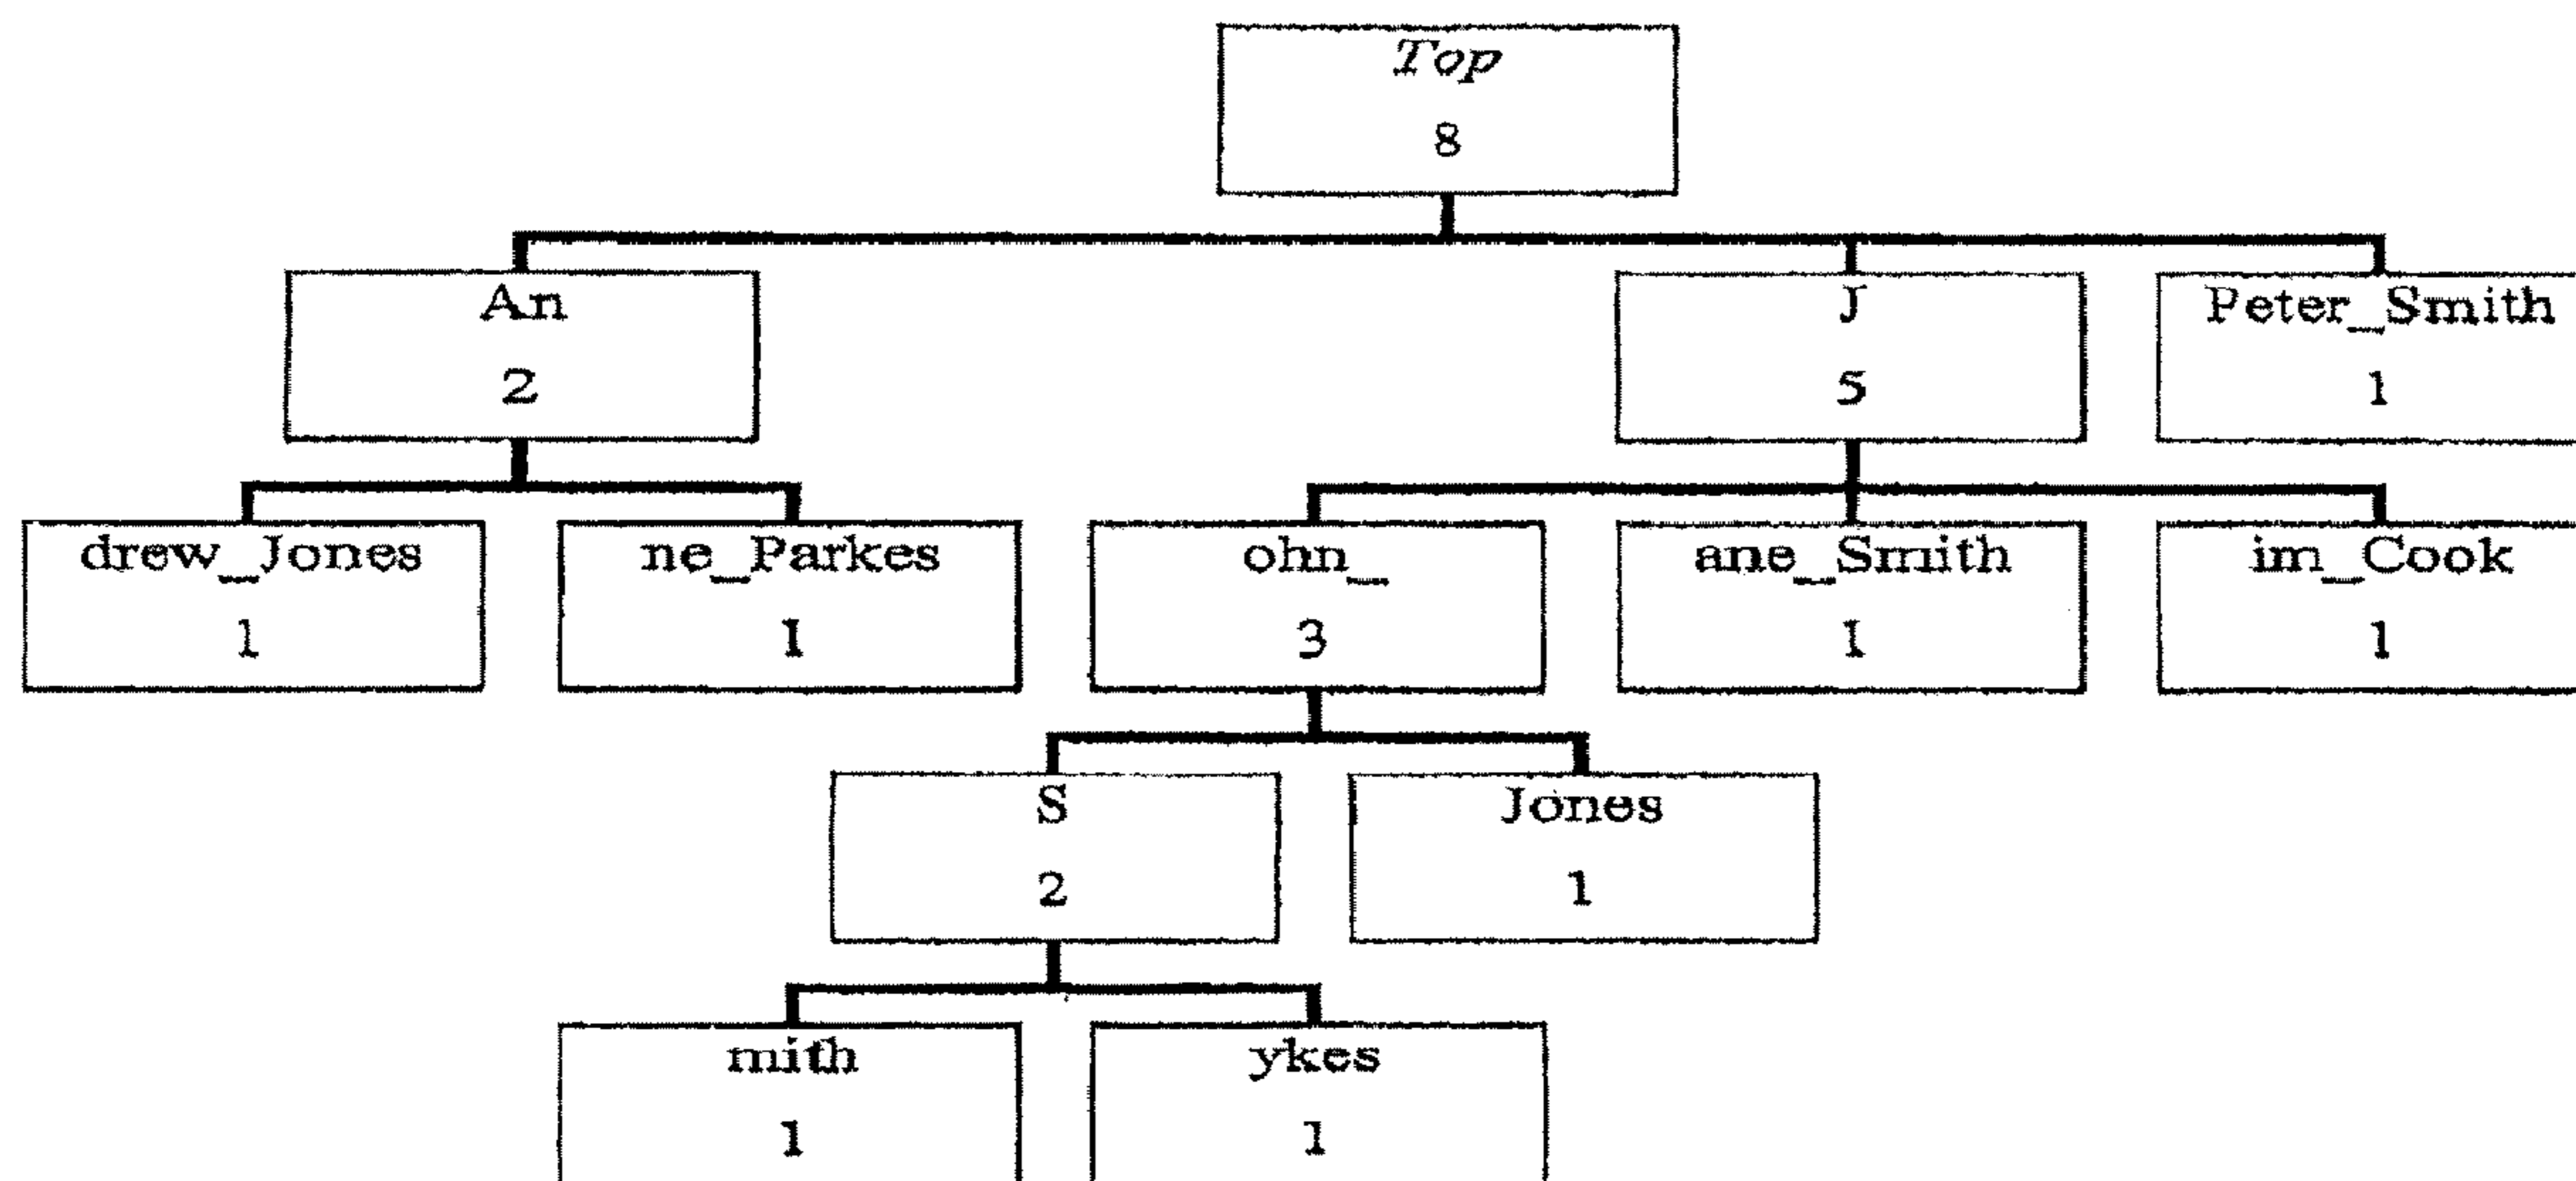 Top
8
An
2
J
5
Peter_Smith
1
drew_Jones
1
ne_Parkes
1
ohn_
3
ane_Smith
1
im_Cook
1
S
2
Jones
1
mith
1
ykes
1